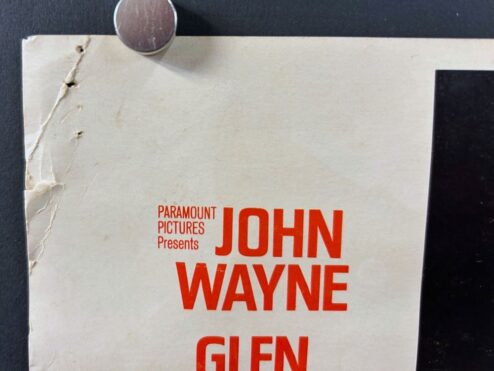 PARAMOUNT
PICTURES
Presents
JOHN
WAYNE
GLEN